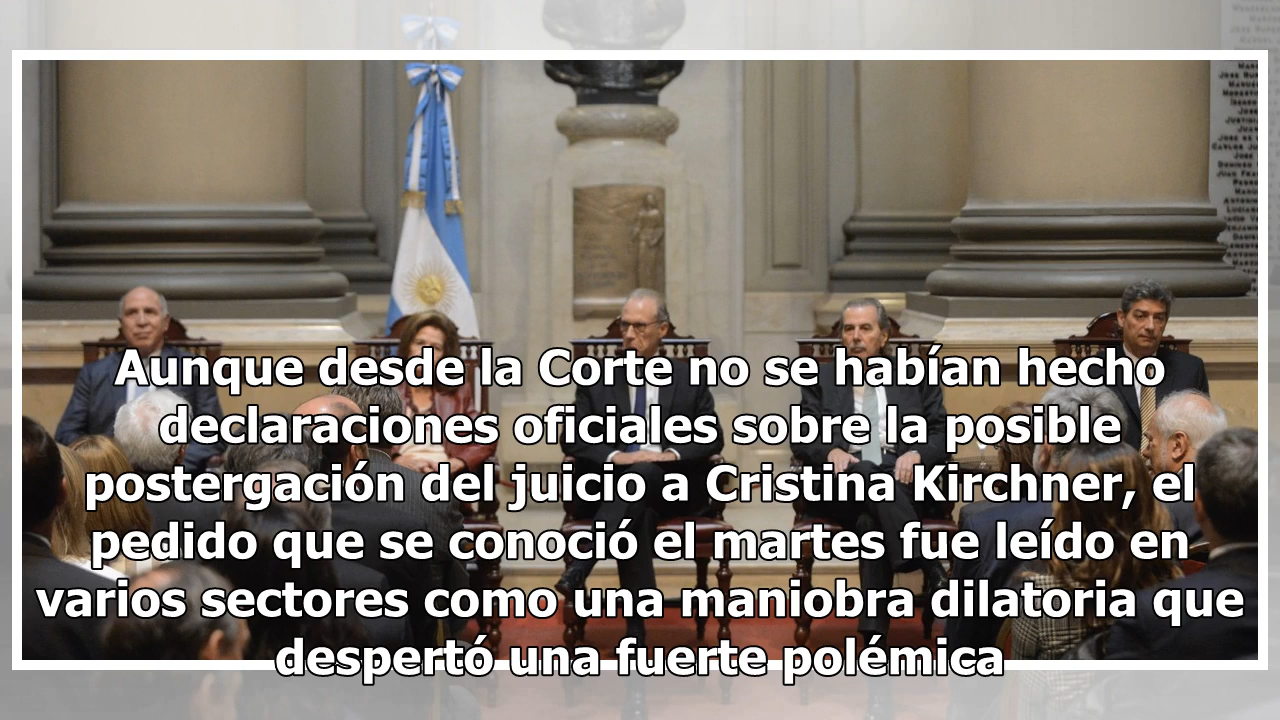 Aunque desde la Corte no se habían hecho
declaraciones oficiales sobre la posible
postergación del juicio a Cristina Kirchner, el
pedido que se conoció el martes fue leído en
varios sectores como una maniobra dilatoria que
despertó una fuerte polémica